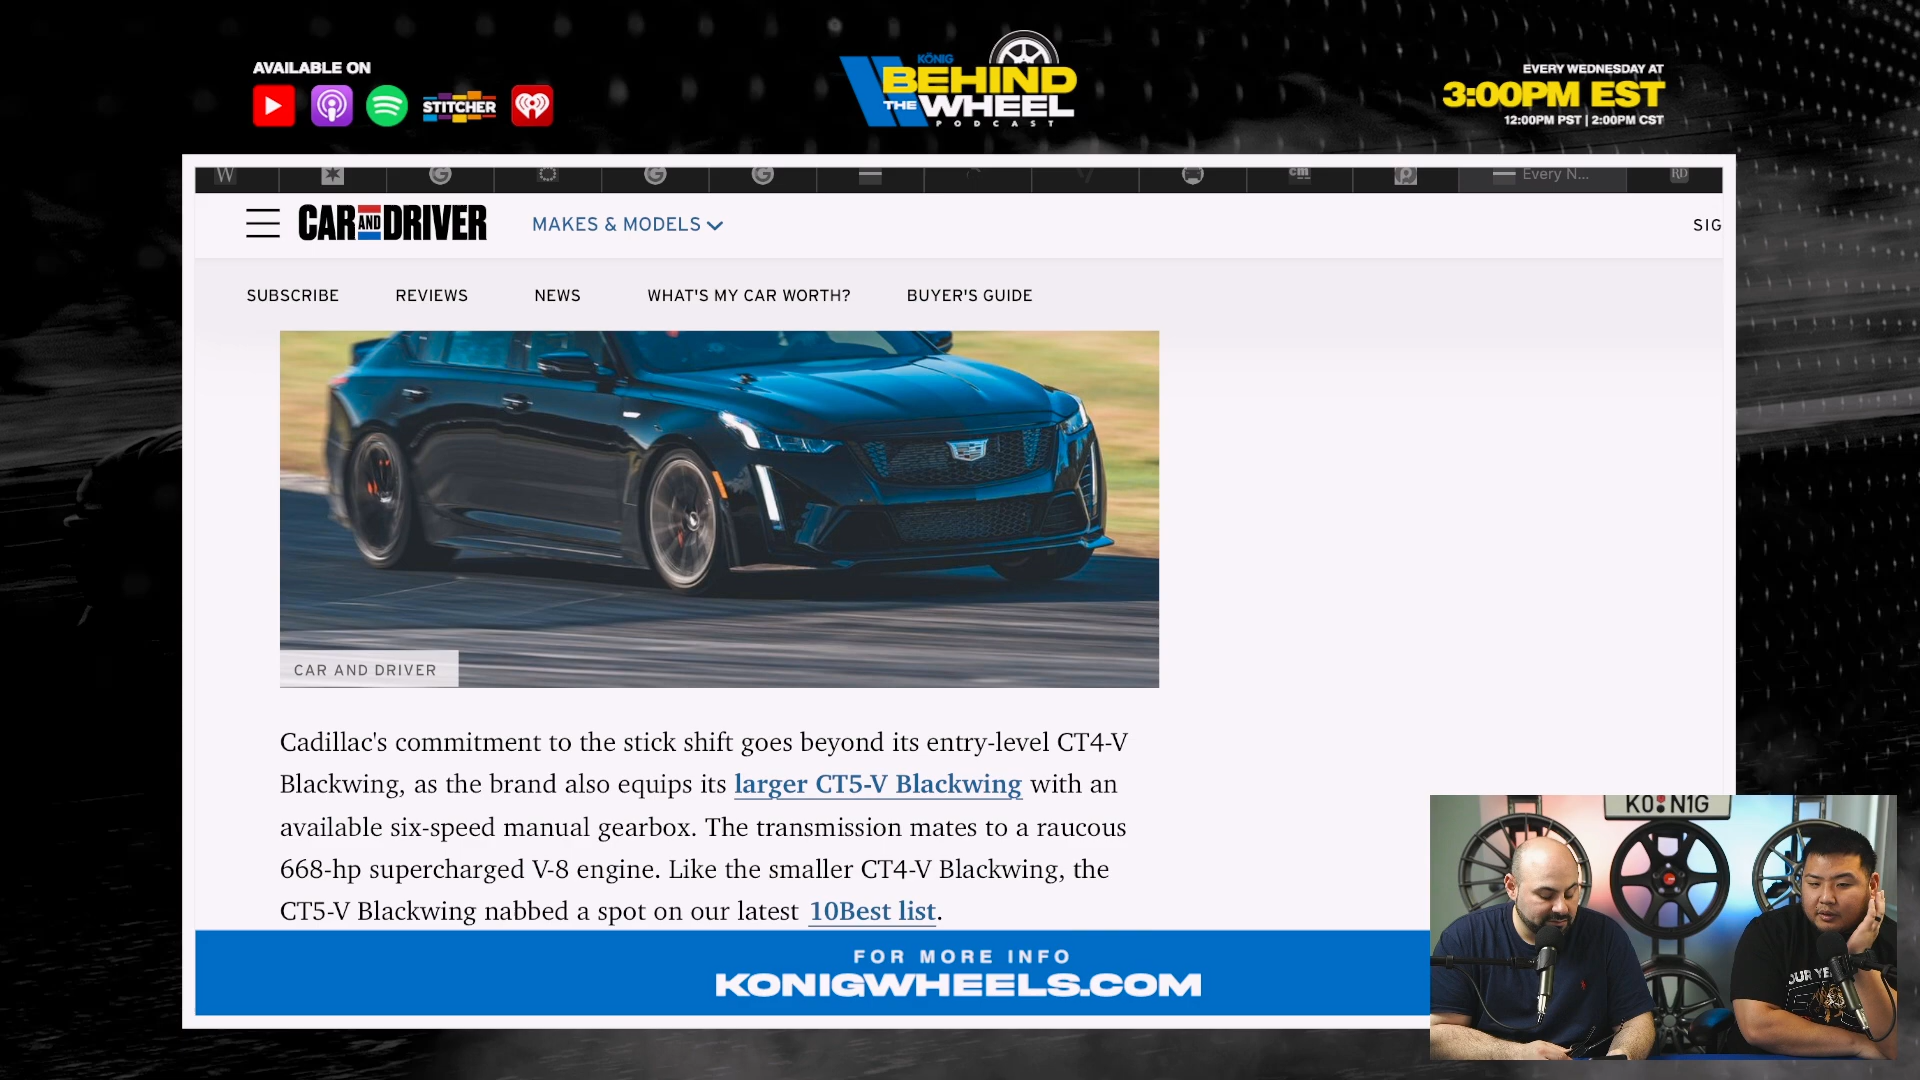 AVAILABLE ON
STITCHER
KÖNIG
BEHIND
THE WHEEL
PODCAST
EVERY WEDNESDAY AT
3:00PM EST
12:00PM PST | 2:00PM CST
W
G
G
G
cm
Every N...
RD
CAR AND DRIVER
MAKES & MODELS
SIG
SUBSCRIBE
REVIEWS
NEWS
WHAT'S MY CAR WORTH?
BUYER'S GUIDE
CAR AND DRIVER
Cadillac's commitment to the stick shift goes beyond its entry-level CT4-V
Blackwing, as the brand also equips its larger CT5-V Blackwing with an
available six-speed manual gearbox. The transmission mates to a raucous
668-hp supercharged V-8 engine. Like the smaller CT4-V Blackwing, the
CT5-V Blackwing nabbed a spot on our latest 10Best list.
FOR MORE INFO
KONIGWHEELS.COM
KO N1G